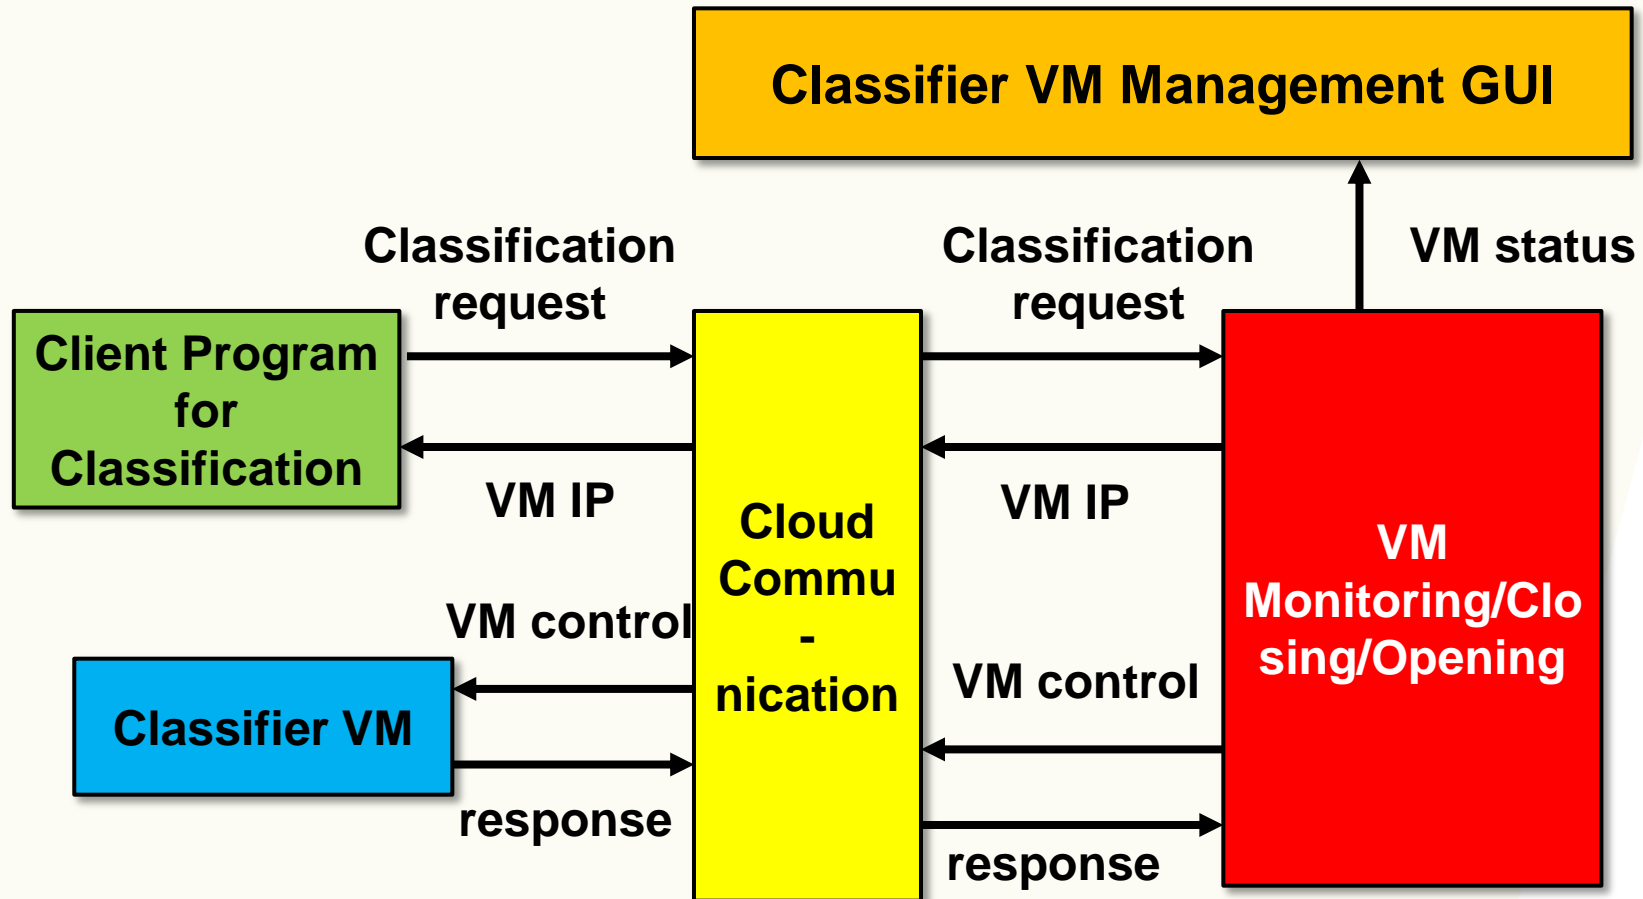 Classifier VM Management GUI
Classification
request
Classification
request
VM status
Client Program
for
Classification
VM IP
VM IP
Cloud
Commu
-
nication
VM
Monitoring/Clo
sing/Opening
VM control
VM control
Classifier VM
response
response